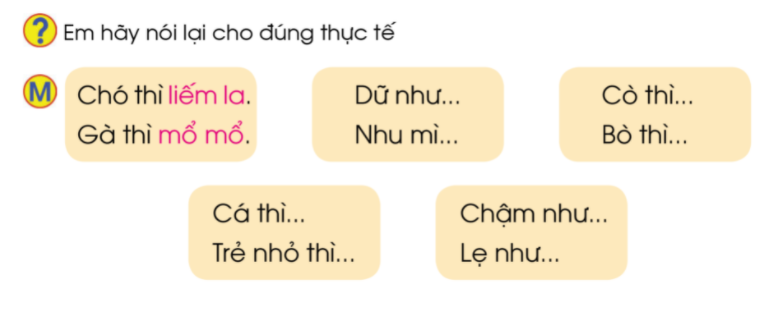 ? Em hãy nói lại cho đúng thực tế
M Chó thì liếm la.
Gà thì mổ mổ.
Dữ như...
Nhu mì...
Cò thì...
Bò thì...
Cá thì...
Trẻ nhỏ thì...
Chậm như...
Lẹ như...